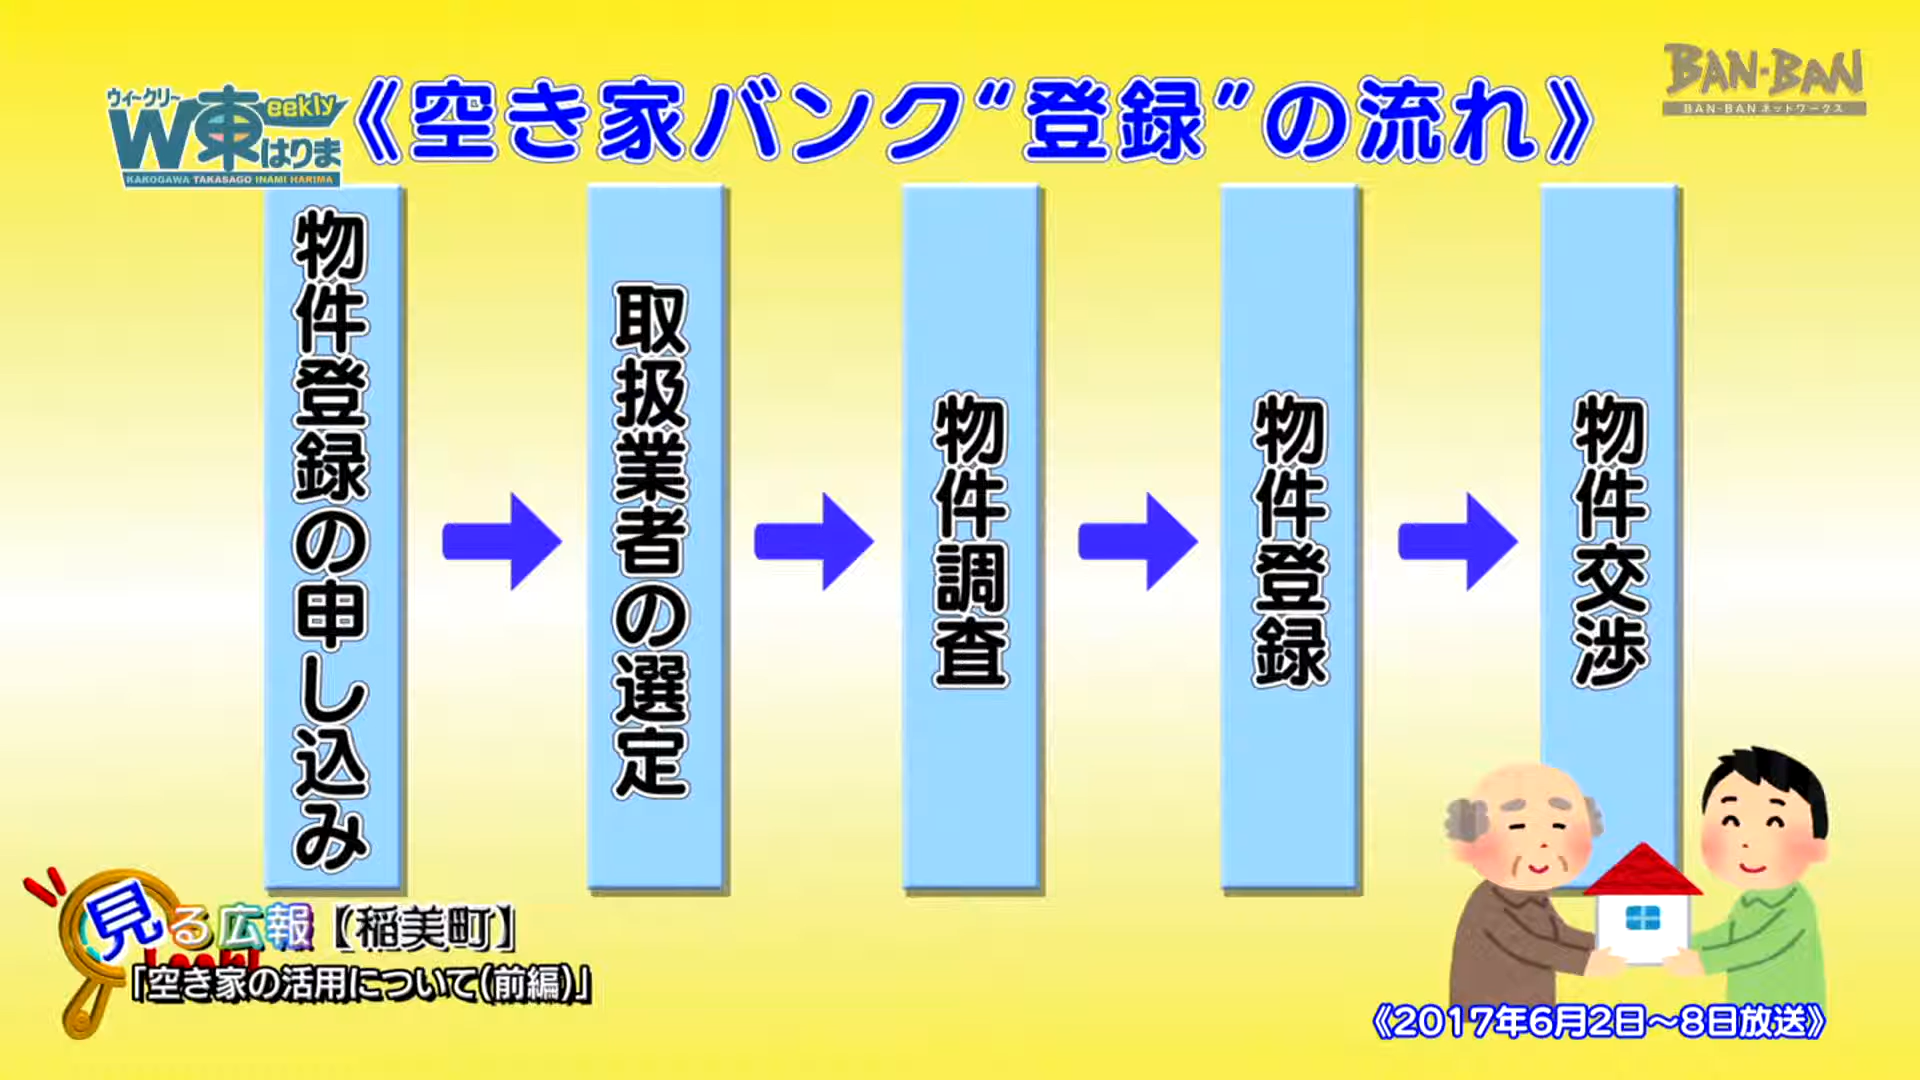 ウィークリー
Weekly
東はりま
KAKOGAWA TAKASAGO INAMI HARIMA
《空き家バンク“登録”の流れ》
BAN-BAN
BAN-BANネットワークス
物件登録の申し込み
取扱業者の選定
物件調査
物件登録
物件交渉
見る広報【稲美町】
「空き家の活用について(前編)」
《2017年6月2日～8日放送》